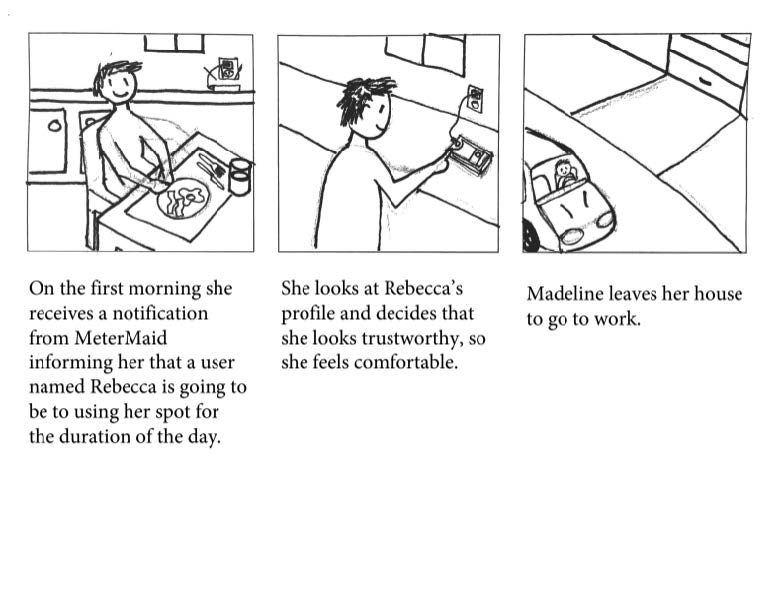 On the first morning she
receives a notification
from MeterMaid
informing her that a user
named Rebecca is going to
be to using her spot for
the duration of the day.
She looks at Rebecca's
profile and decides that
she looks trustworthy, so
she feels comfortable.
Madeline leaves her house
to go to work.